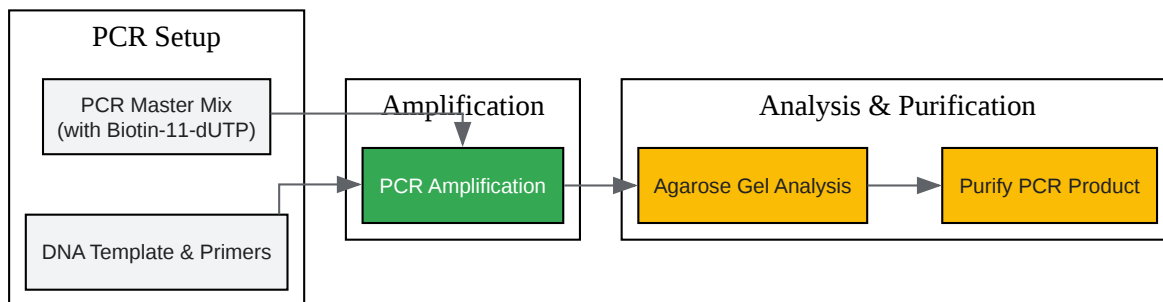 PCR Setup
PCR Master Mix
(with Biotin-11-dUTP)
DNA Template & Primers
Amplification
PCR Amplification
Analysis & Purification
Agarose Gel Analysis
Purify PCR Product